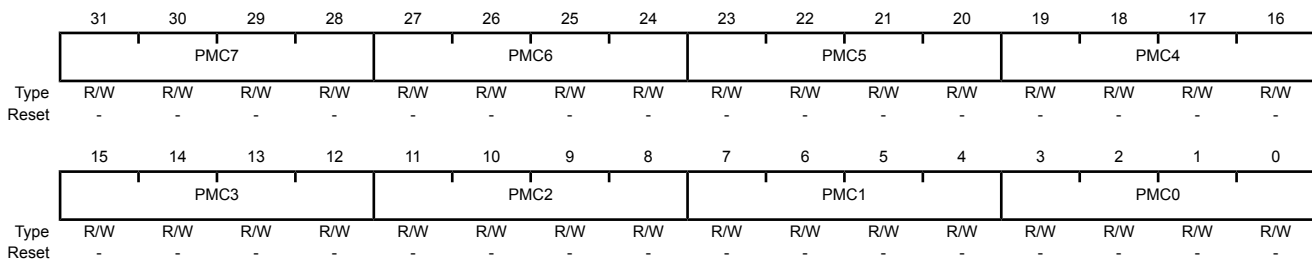 31 30 29 28 27 26 25 24 23 22 21 20 19 18 17 16
PMC7 PMC6 PMC5 PMC4
Type R/W R/W R/W R/W R/W R/W R/W R/W R/W R/W R/W R/W R/W R/W R/W R/W
Reset - - - - - - - - - - - - - - - -
15 14 13 12 11 10 9 8 7 6 5 4 3 2 1 0
PMC3 PMC2 PMC1 PMC0
Type R/W R/W R/W R/W R/W R/W R/W R/W R/W R/W R/W R/W R/W R/W R/W R/W
Reset - - - - - - - - - - - - - - - -